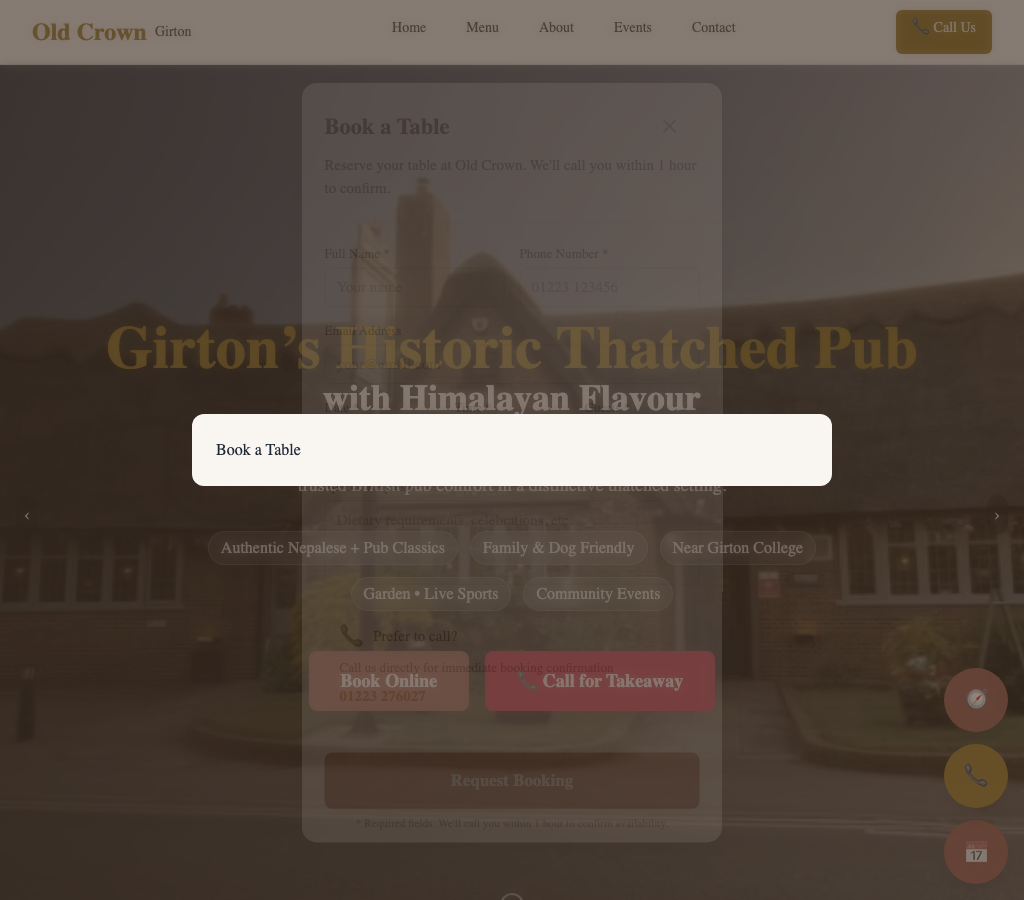 Old Crown Girton
Home
Menu
About
Events
Contact
📞 Call Us
Book a Table
×
Reserve your table at Old Crown. We'll call you within 1 hour
to confirm.
Full Name *
Phone Number *
Your name
01223 123456
Email Address
Girton's Historic Thatched Pub
with Himalayan Flavour
Book a Table
trusted British pub comfort in a distinctive thatched setting.
‹
›
Dietary requirements, celebrations, etc.
Authentic Nepalese + Pub Classics
Family & Dog Friendly
Near Girton College
Garden • Live Sports
Community Events
📞 Prefer to call?
Call us directly for immediate booking confirmation
01223 276027
Book Online
📞 Call for Takeaway
Request Booking
* Required fields. We'll call you within 1 hour to confirm availability.
17